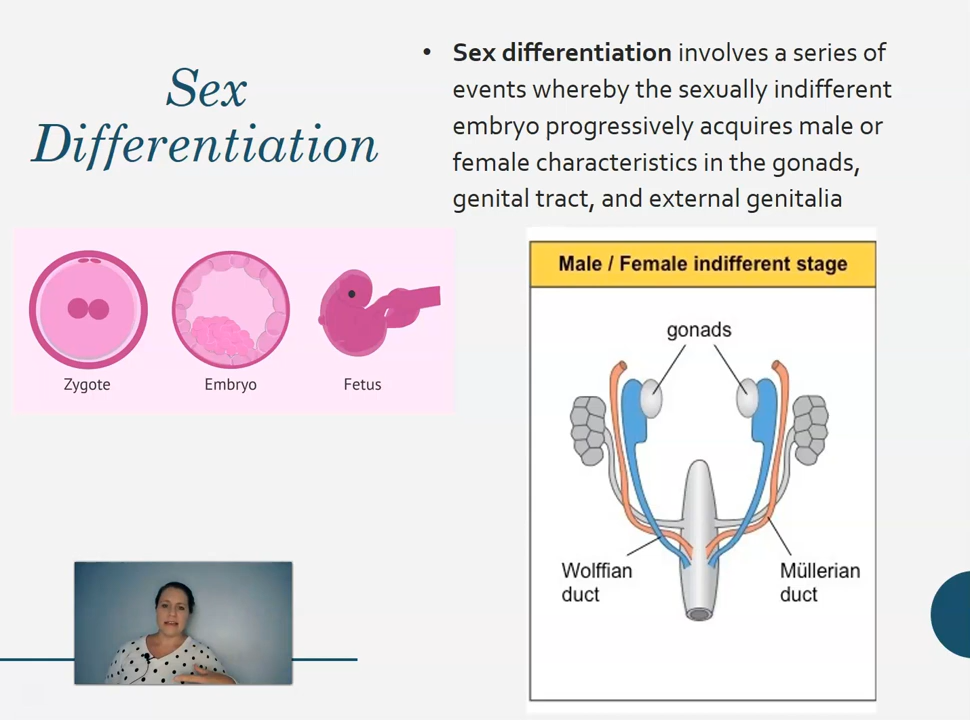 Sex
Differentiation
• Sex differentiation involves a series of
events whereby the sexually indifferent
embryo progressively acquires male or
female characteristics in the gonads,
genital tract, and external genitalia
Zygote
Embryo
Fetus
Male / Female indifferent stage
gonads
Wolffian
duct
Müllerian
duct